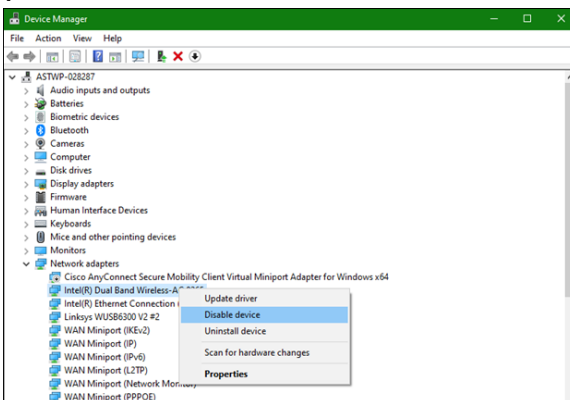 Device Manager
File Action View Help
ASTWP-028287
Audio inputs and outputs
Batteries
Biometric devices
Bluetooth
Cameras
Computer
Disk drives
Display adapters
Firmware
Human Interface Devices
Keyboards
Mice and other pointing devices
Monitors
Network adapters
Cisco AnyConnect Secure Mobility Client Virtual Miniport Adapter for Windows x64
Intel(R) Dual Band Wireless-AC
Intel(R) Ethernet Connection
Linksys WUSB6300 V2 #2
WAN Miniport (IKEv2)
WAN Miniport (IP)
WAN Miniport (IPv6)
WAN Miniport (L2TP)
WAN Miniport (Network Monitor)
WAN Miniport (PPPOE)
Update driver
Disable device
Uninstall device
Scan for hardware changes
Properties